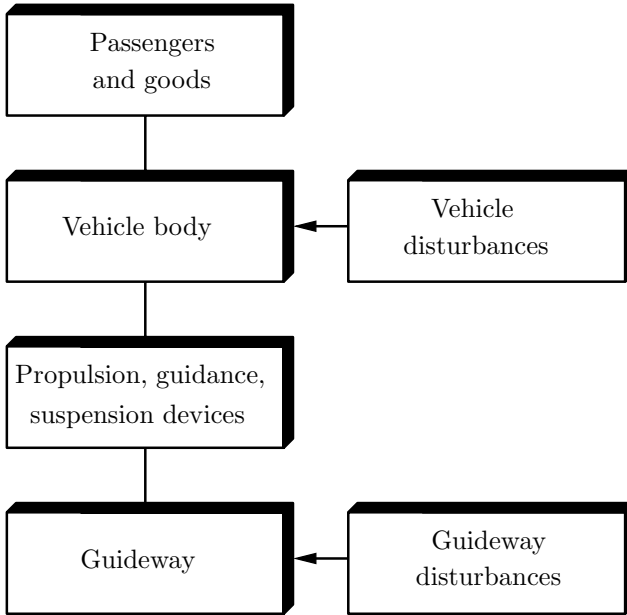 Passengers
and goods
Vehicle body
Vehicle
disturbances
Propulsion, guidance,
suspension devices
Guideway
Guideway
disturbances